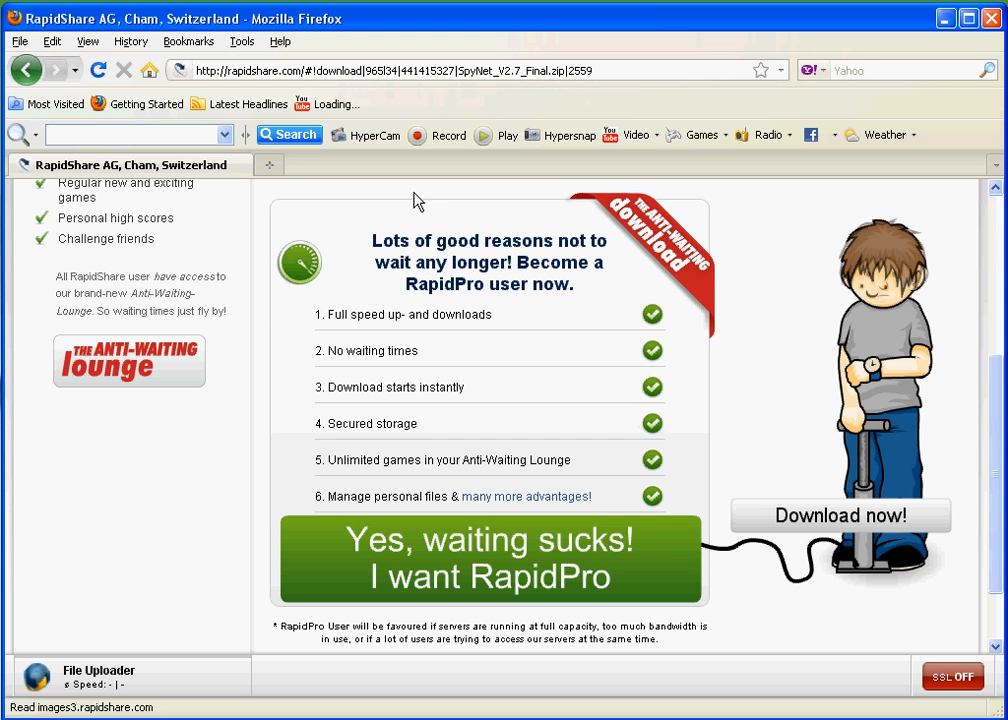 RapidShare AG, Cham, Switzerland - Mozilla Firefox
File Edit View History Bookmarks Tools Help
http://rapidshare.com/#!download|965l34|441415327|SpyNet_V2.7_Final.zip|2559
Yahoo
Most Visited Getting Started Latest Headlines You Tube Loading...
Search HyperCam Record Play Hypersnap You Tube Video Games Radio Weather
RapidShare AG, Cham, Switzerland
Regular new and exciting
games
Personal high scores
Challenge friends
All RapidShare user have access to
our brand-new Anti-Waiting-
Lounge. So waiting times just fly by!
THE ANTI-WAITING
lounge
THE ANTI-WAITING
download
Lots of good reasons not to
wait any longer! Become a
RapidPro user now.
1. Full speed up- and downloads
2. No waiting times
3. Download starts instantly
4. Secured storage
5. Unlimited games in your Anti-Waiting Lounge
6. Manage personal files & many more advantages!
Yes, waiting sucks!
I want RapidPro
Download now!
* RapidPro User will be favoured if servers are running at full capacity, too much bandwidth is
in use, or if a lot of users are trying to access our servers at the same time.
File Uploader
ø Speed: - | -
SSL OFF
Read images3.rapidshare.com